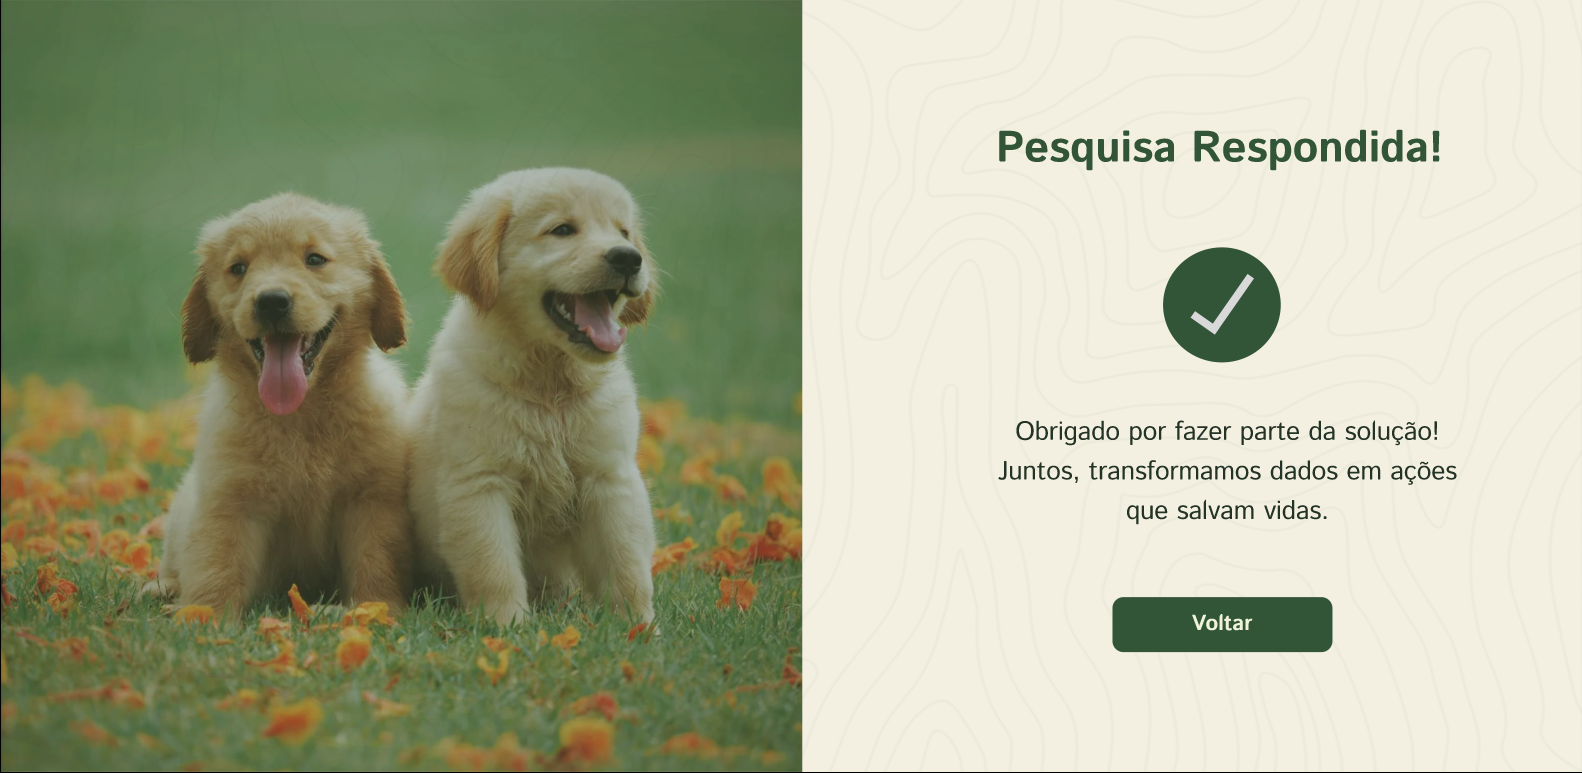 Pesquisa Respondida!
Obrigado por fazer parte da solução!
Juntos, transformamos dados em ações
que salvam vidas.
Voltar